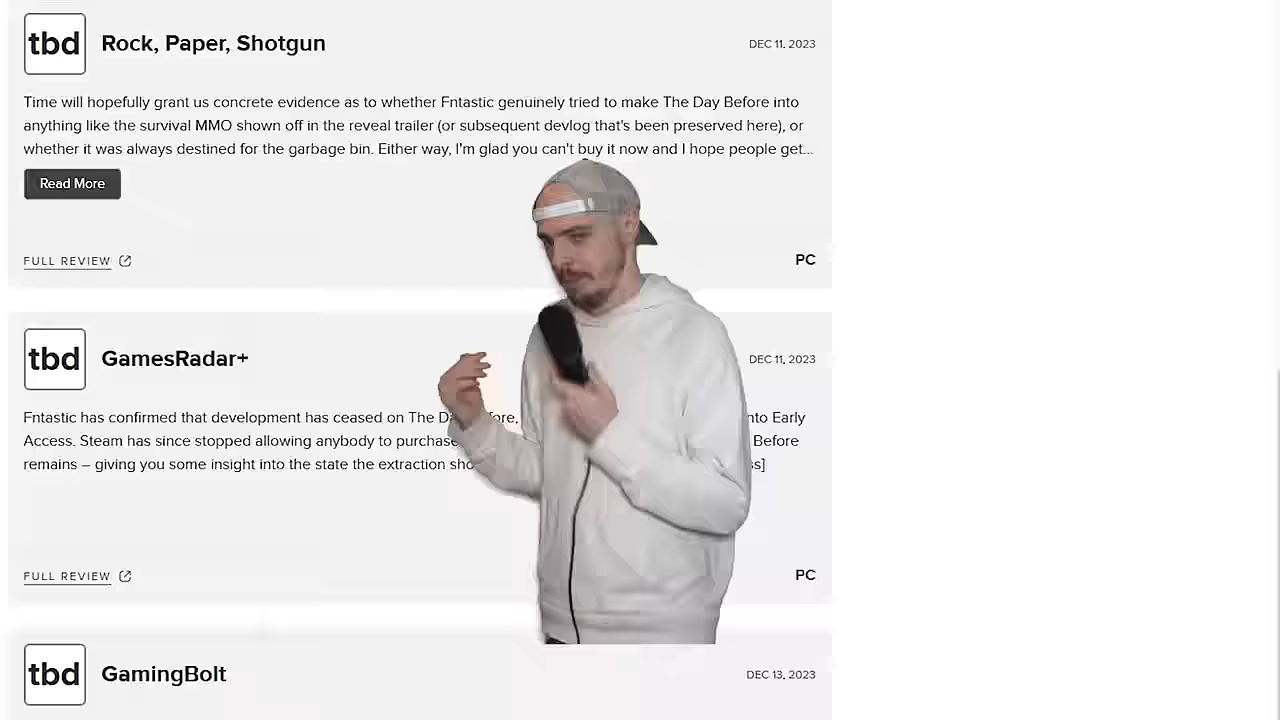 tbd Rock, Paper, Shotgun DEC 11, 2023
Time will hopefully grant us concrete evidence as to whether Fntastic genuinely tried to make The Day Before into
anything like the survival MMO shown off in the reveal trailer (or subsequent devlog that's been preserved here), or
whether it was always destined for the garbage bin. Either way, I'm glad you can't buy it now and I hope people get...
Read More
FULL REVIEW PC
tbd GamesRadar+ DEC 11, 2023
Fntastic has confirmed that development has ceased on The Day Before, nto Early
Access. Steam has since stopped allowing anybody to purchase Before
remains – giving you some insight into the state the extraction sho s]
FULL REVIEW PC
tbd GamingBolt DEC 13, 2023